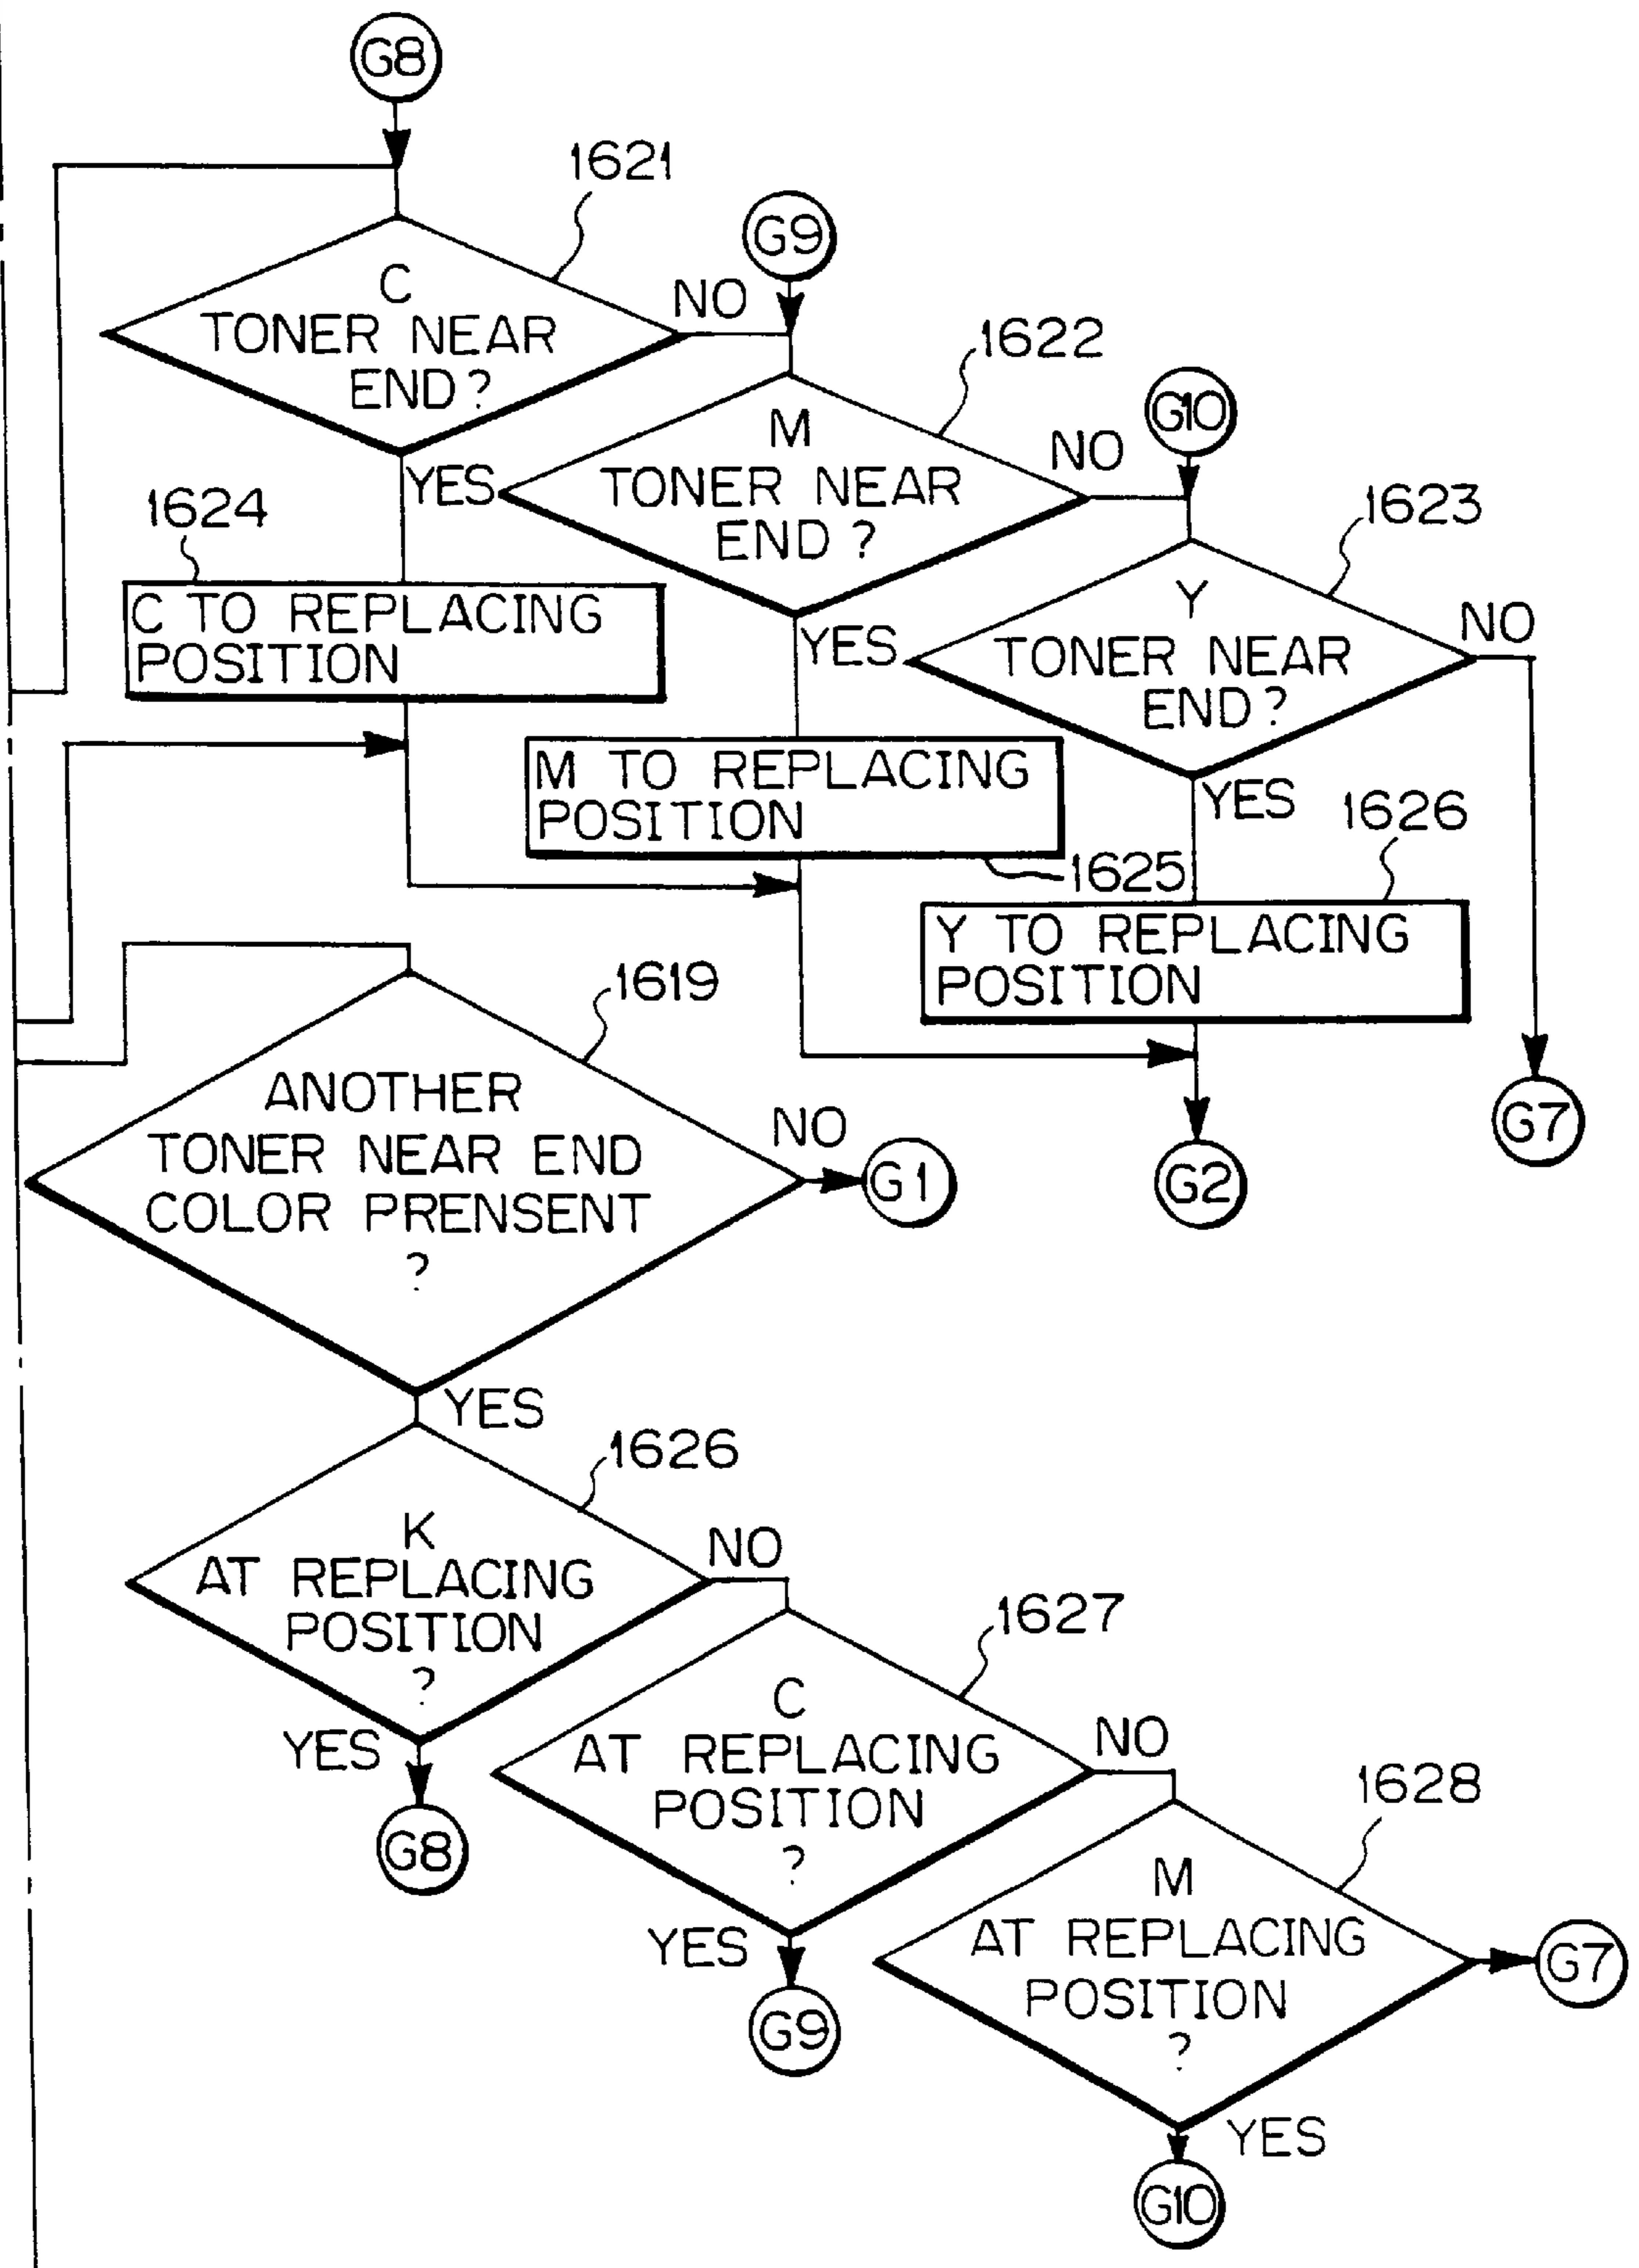 G8
1621
C
TONER NEAR
END?
NO
G9
1622
YES
M
TONER NEAR
END?
NO
G10
1623
1624
C TO REPLACING
POSITION
YES
Y
TONER NEAR
END?
NO
M TO REPLACING
POSITION
1625
YES
1626
Y TO REPLACING
POSITION
G7
G2
1619
ANOTHER
TONER NEAR END
COLOR PRENSENT
?
NO
G1
YES
1626
K
AT REPLACING
POSITION
?
NO
YES
G8
1627
C
AT REPLACING
POSITION
?
NO
YES
G9
1628
M
AT REPLACING
POSITION
?
G7
YES
G10